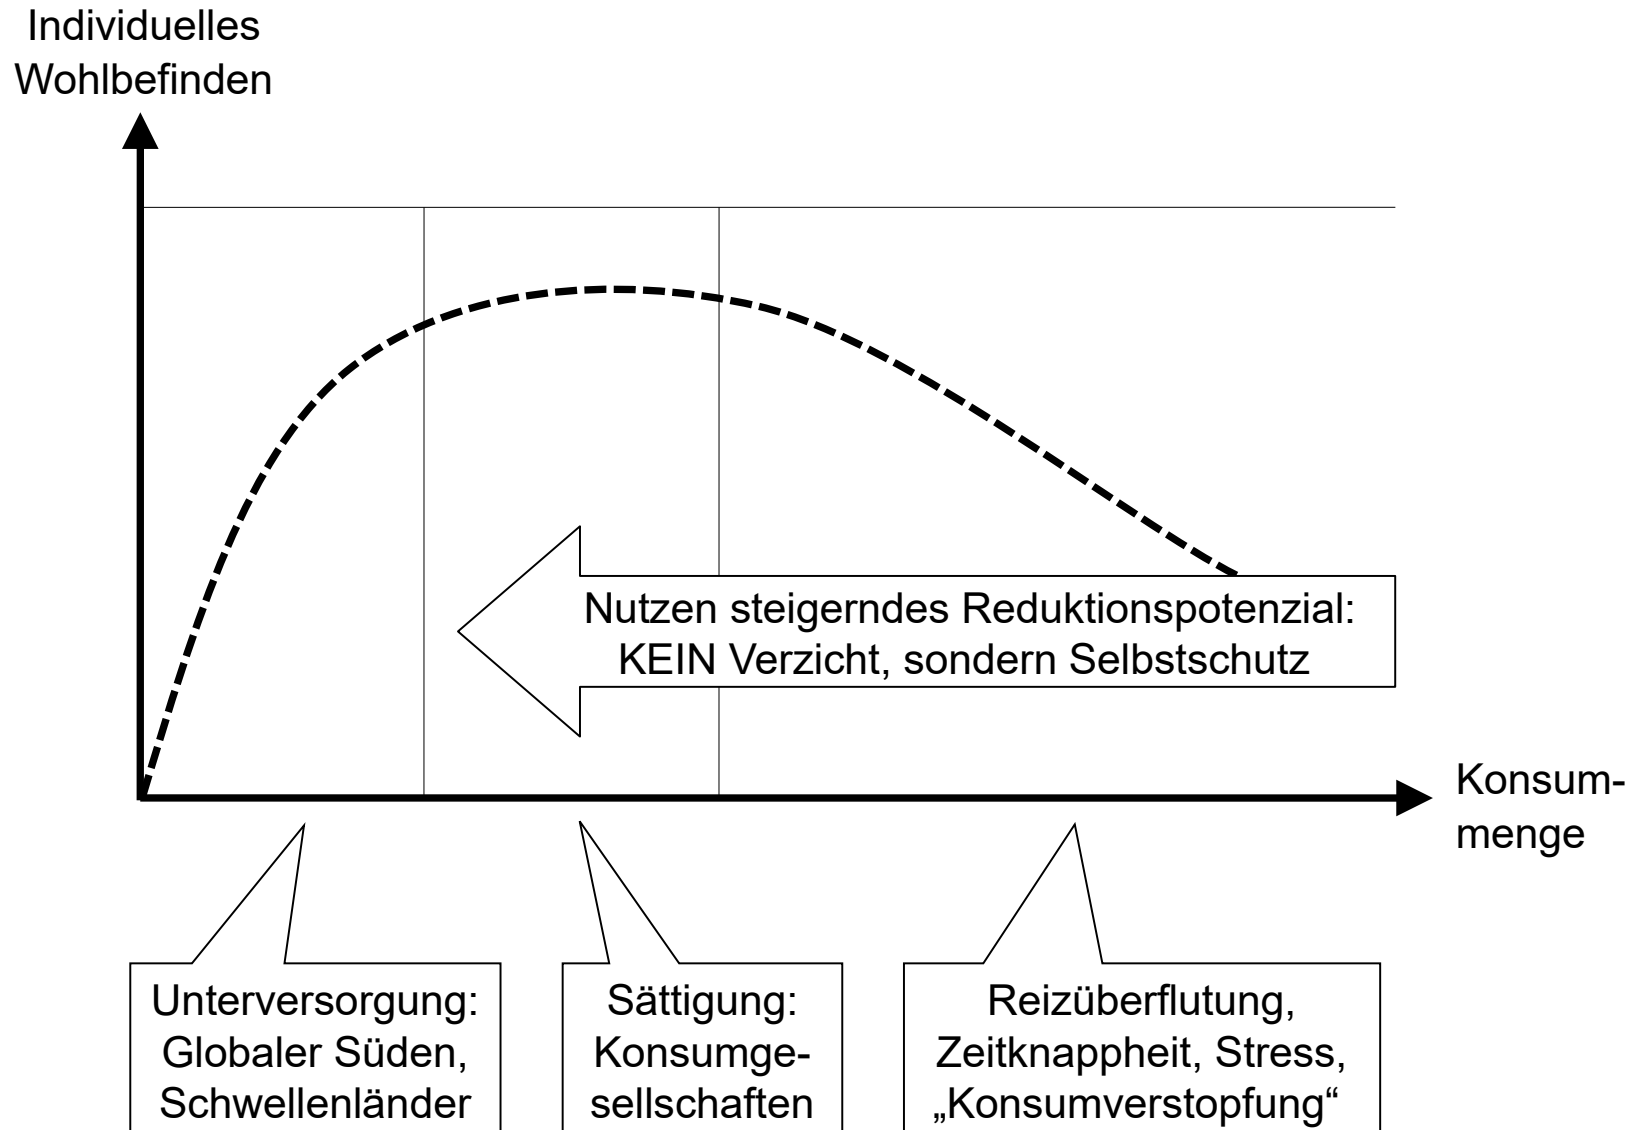 Individuelles
Wohlbefinden
Nutzen steigerndes Reduktionspotenzial:
KEIN Verzicht, sondern Selbstschutz
Konsum-
menge
Unterversorgung:
Globaler Süden,
Schwellenländer
Sättigung:
Konsumge-
sellschaften
Reizüberflutung,
Zeitknappheit, Stress,
„Konsumverstopfung“